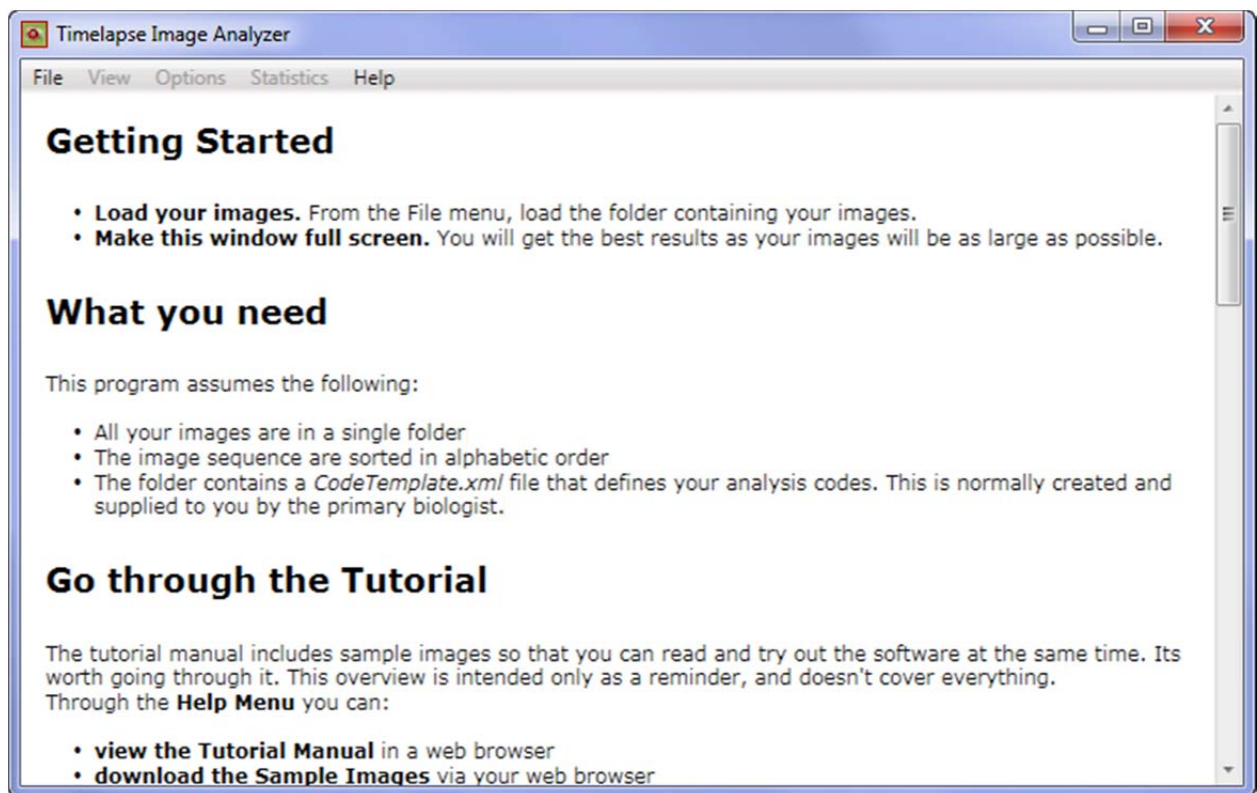 Timelapse Image Analyzer
File View Options Statistics Help
Getting Started
• Load your images. From the File menu, load the folder containing your images.
• Make this window full screen. You will get the best results as your images will be as large as possible.
What you need
This program assumes the following:
• All your images are in a single folder
• The image sequence are sorted in alphabetic order
• The folder contains a CodeTemplate.xml file that defines your analysis codes. This is normally created and
supplied to you by the primary biologist.
Go through the Tutorial
The tutorial manual includes sample images so that you can read and try out the software at the same time. Its
worth going through it. This overview is intended only as a reminder, and doesn't cover everything.
Through the Help Menu you can:
• view the Tutorial Manual in a web browser
• download the Sample Images via your web browser